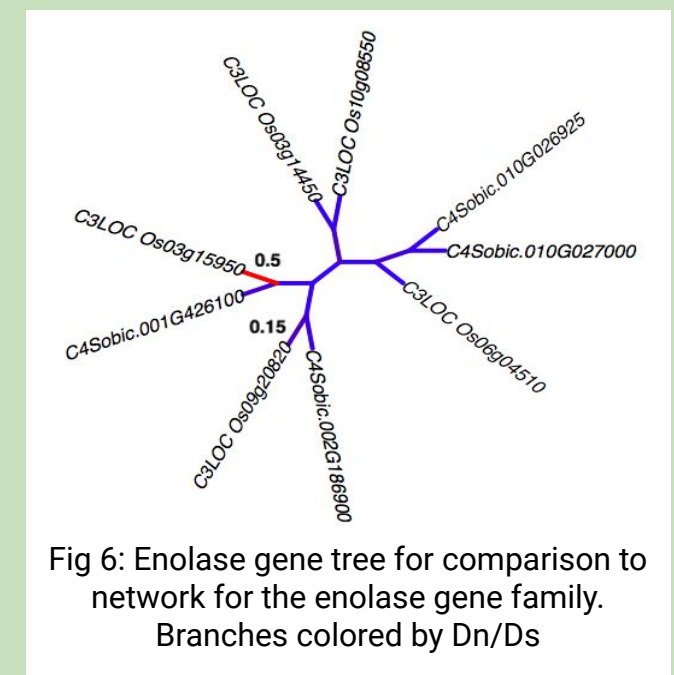 C3LOC Os03g14450
C3LOC Os10g08550
C4Sobic.010G026925
C4Sobic.010G027000
C3LOC Os06g04510
C3LOC Os03g15950
0.5
C4Sobic.001G426100
0.15
C3LOC Os09g20820
C4Sobic.002G186900
Fig 6: Enolase gene tree for comparison to
network for the enolase gene family.
Branches colored by Dn/Ds